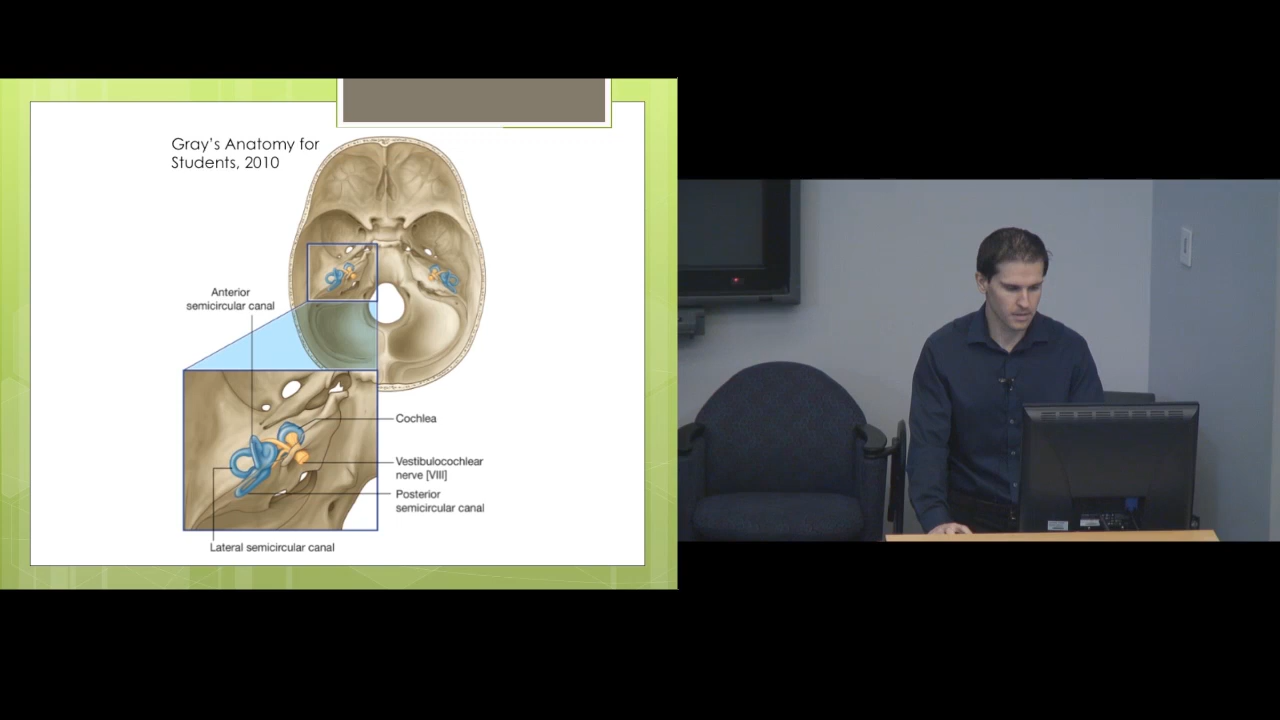 Gray's Anatomy for
Students, 2010
Anterior
semicircular canal
Cochlea
Vestibulocochlear
nerve [VIII]
Posterior
semicircular canal
Lateral semicircular canal